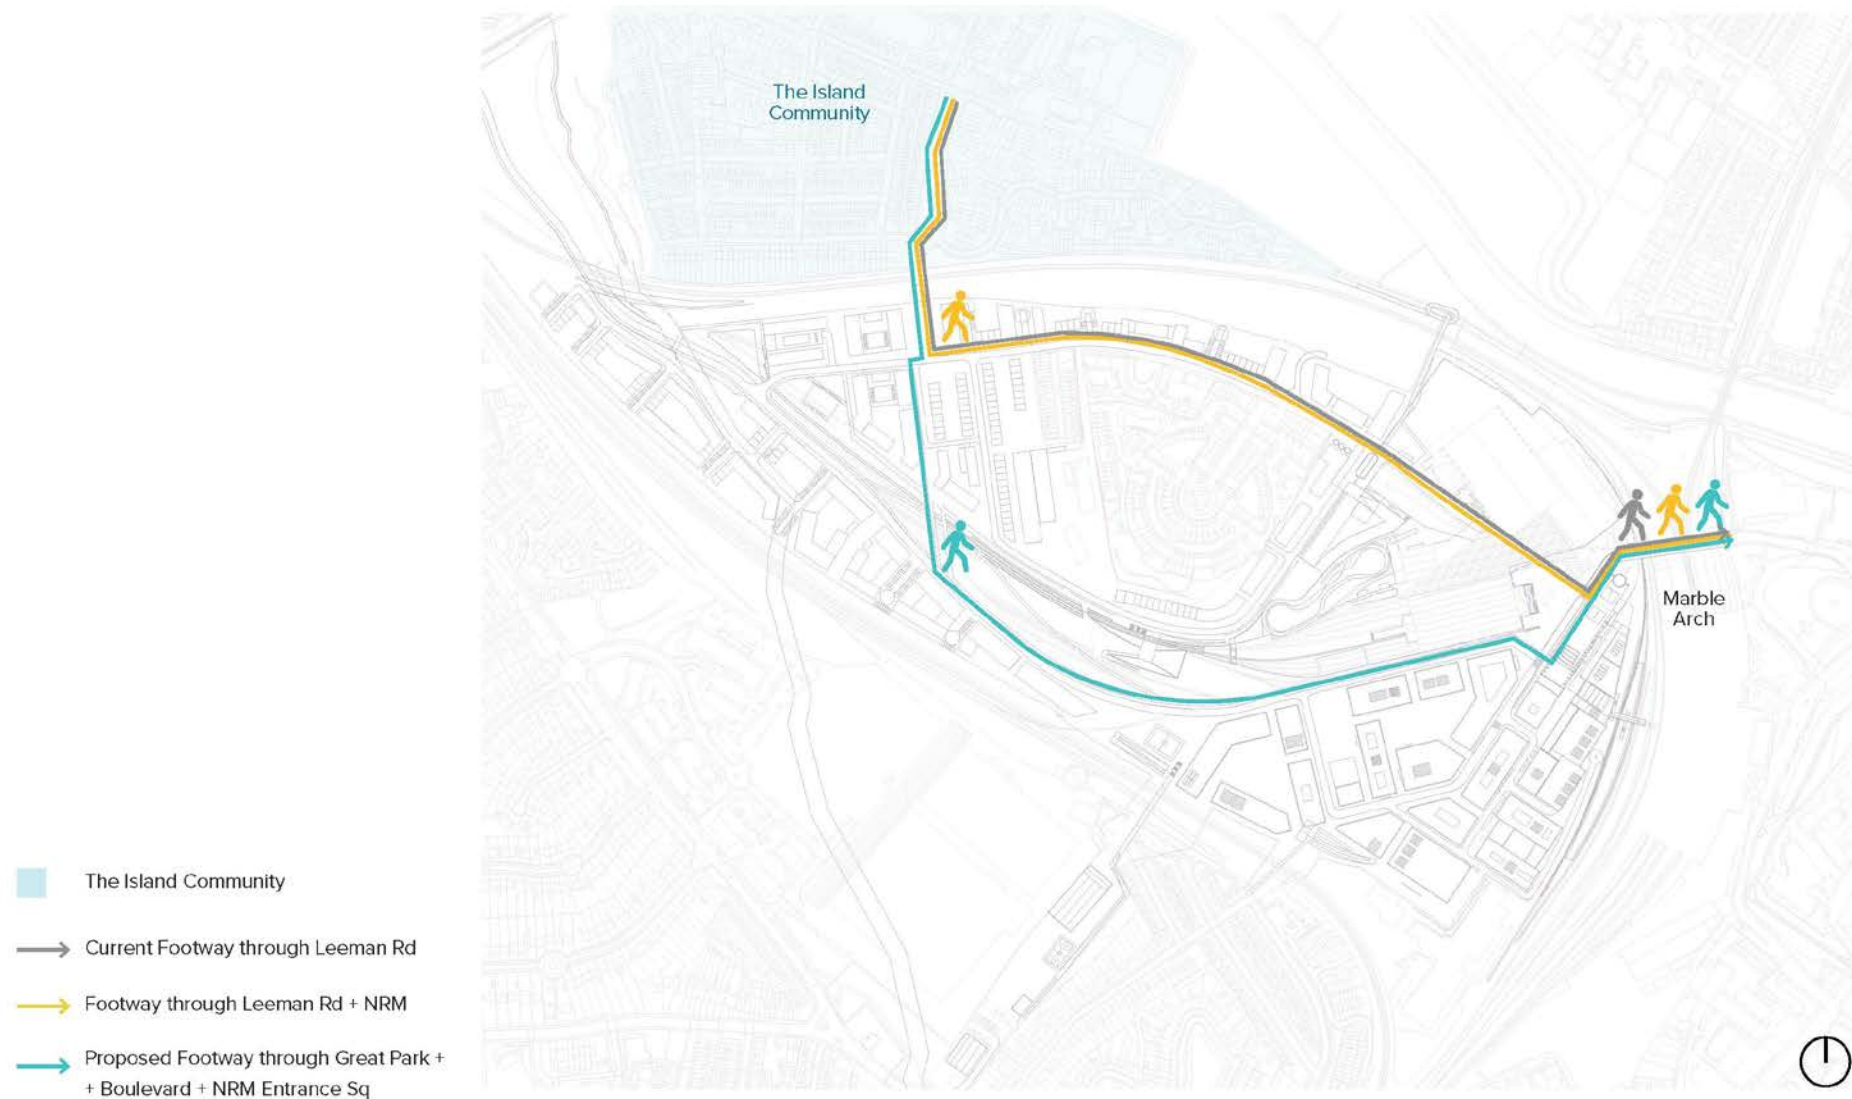 The Island
Community
Marble
Arch
The Island Community
Current Footway through Leeman Rd
Footway through Leeman Rd + NRM
Proposed Footway through Great Park +
+ Boulevard + NRM Entrance Sq